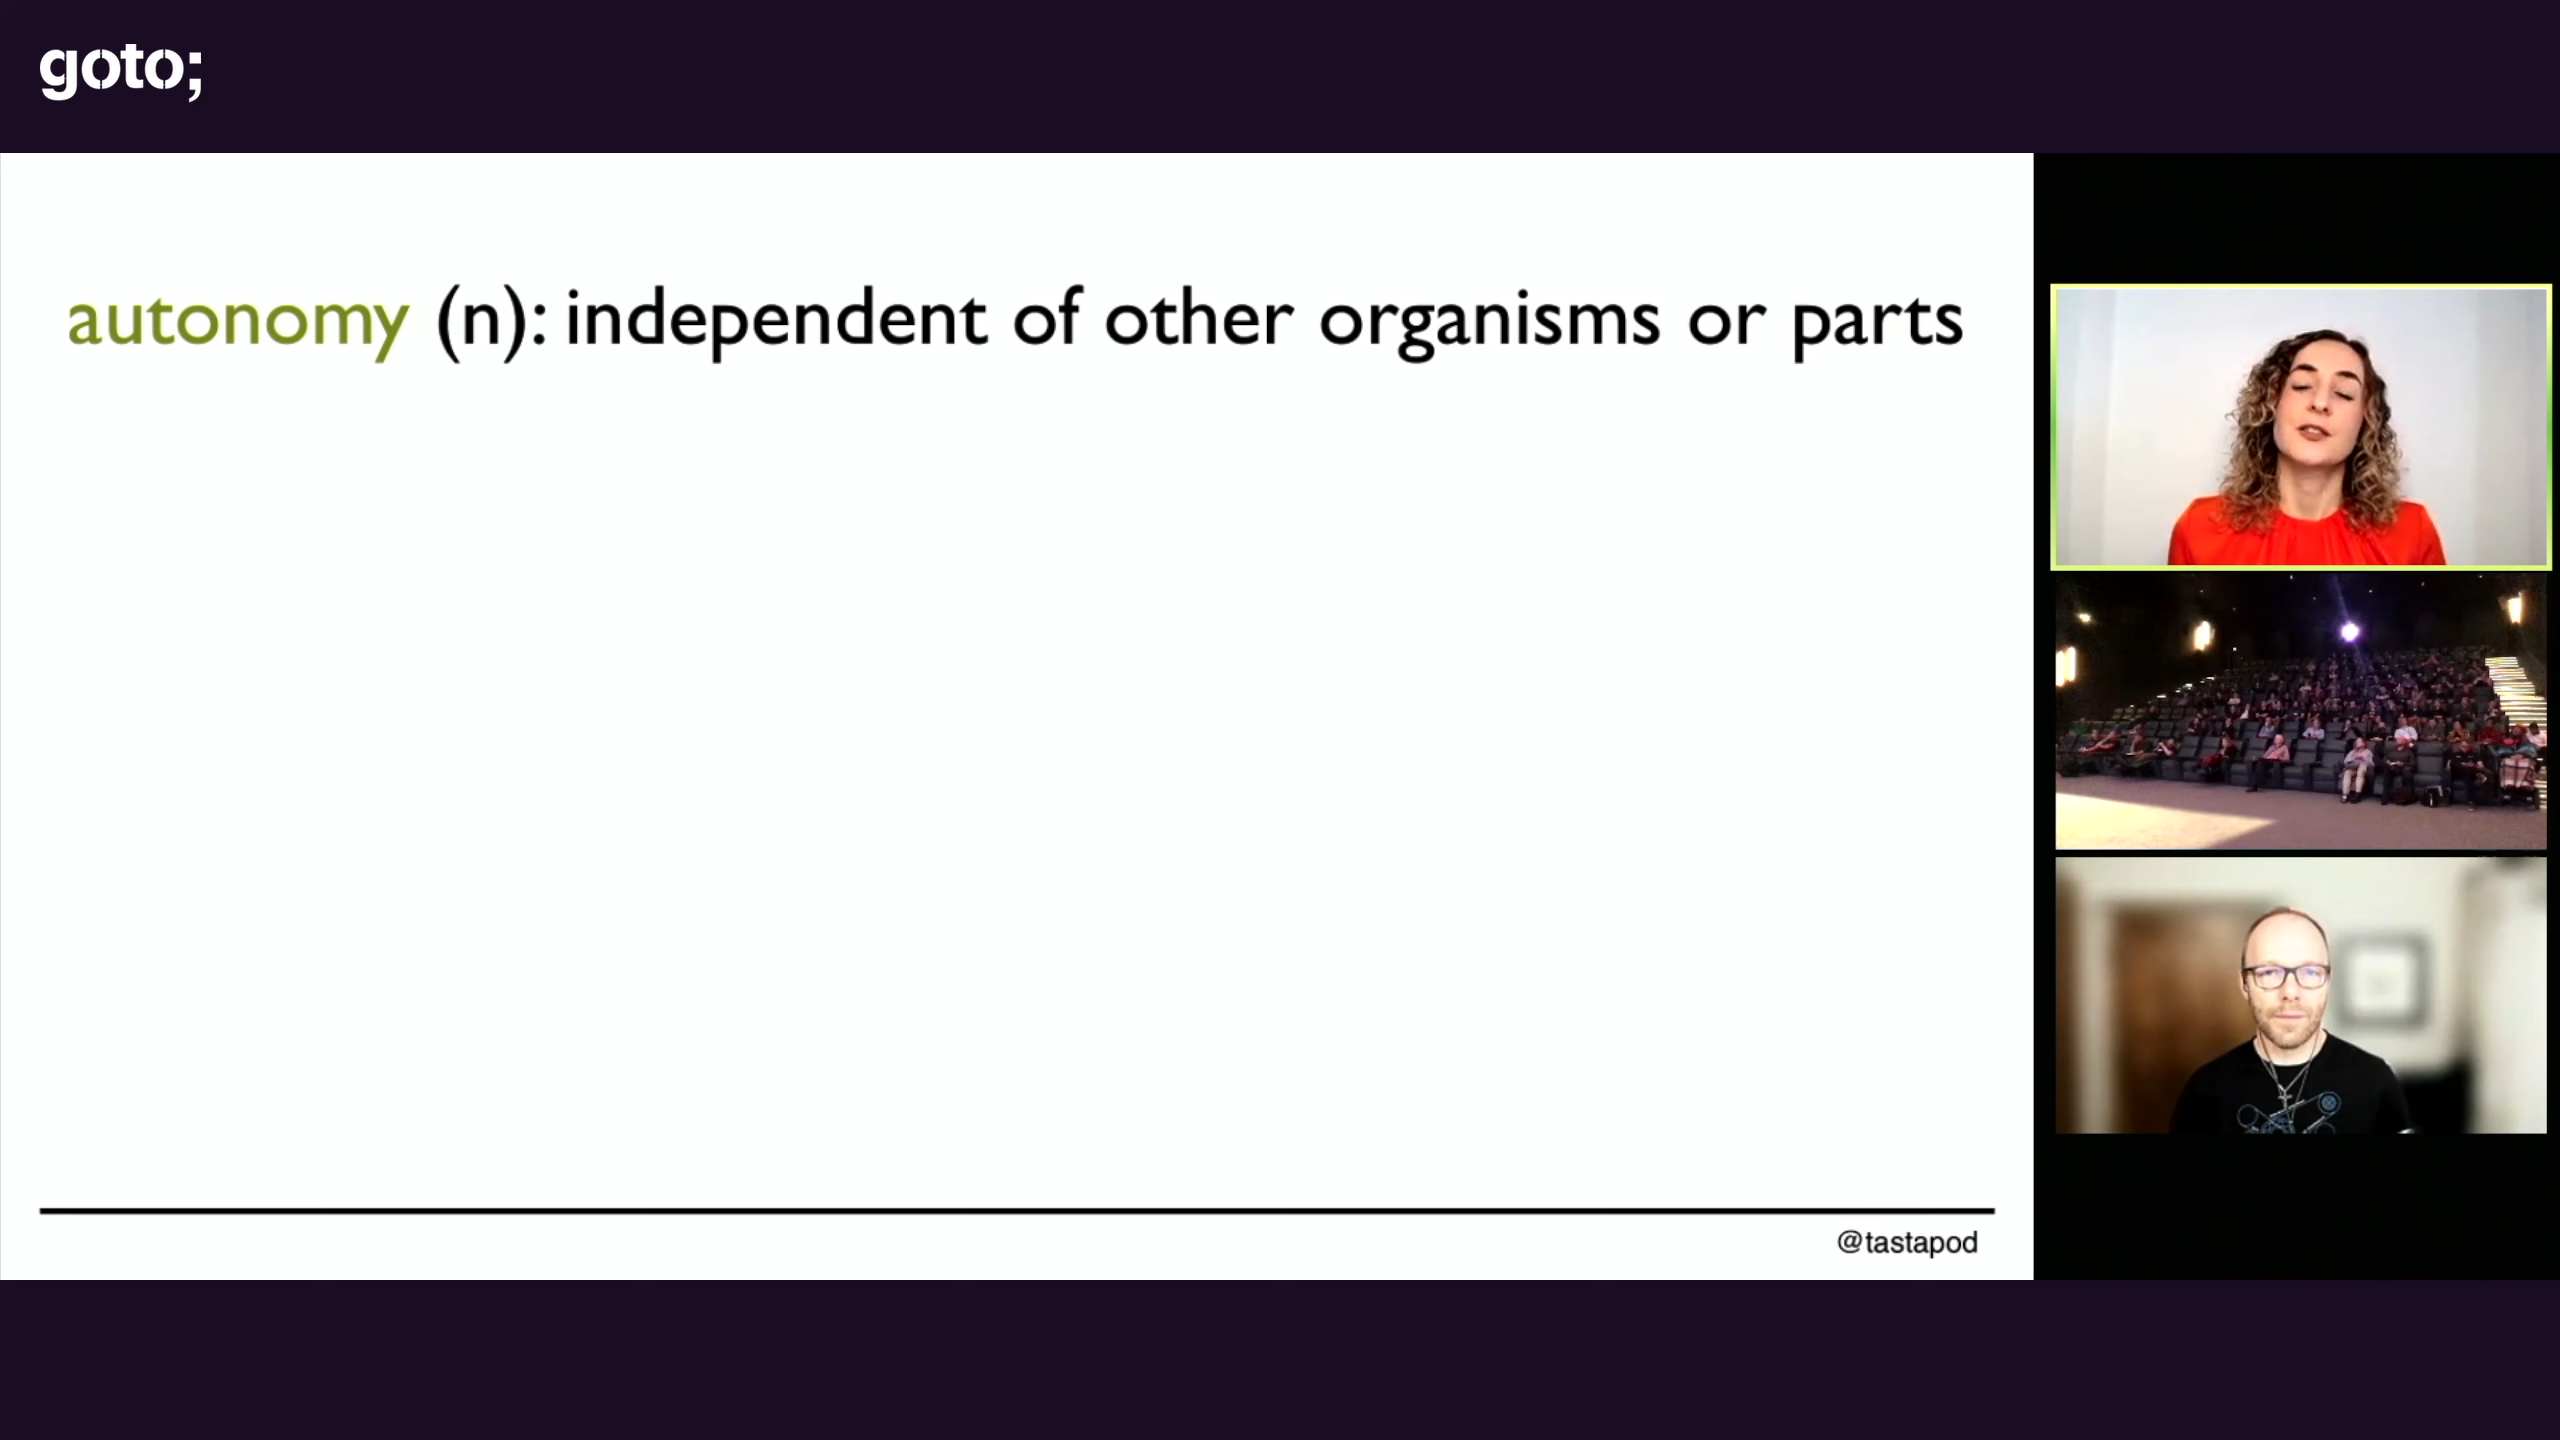 goto;
autonomy (n): independent of other organisms or parts
@tastapod